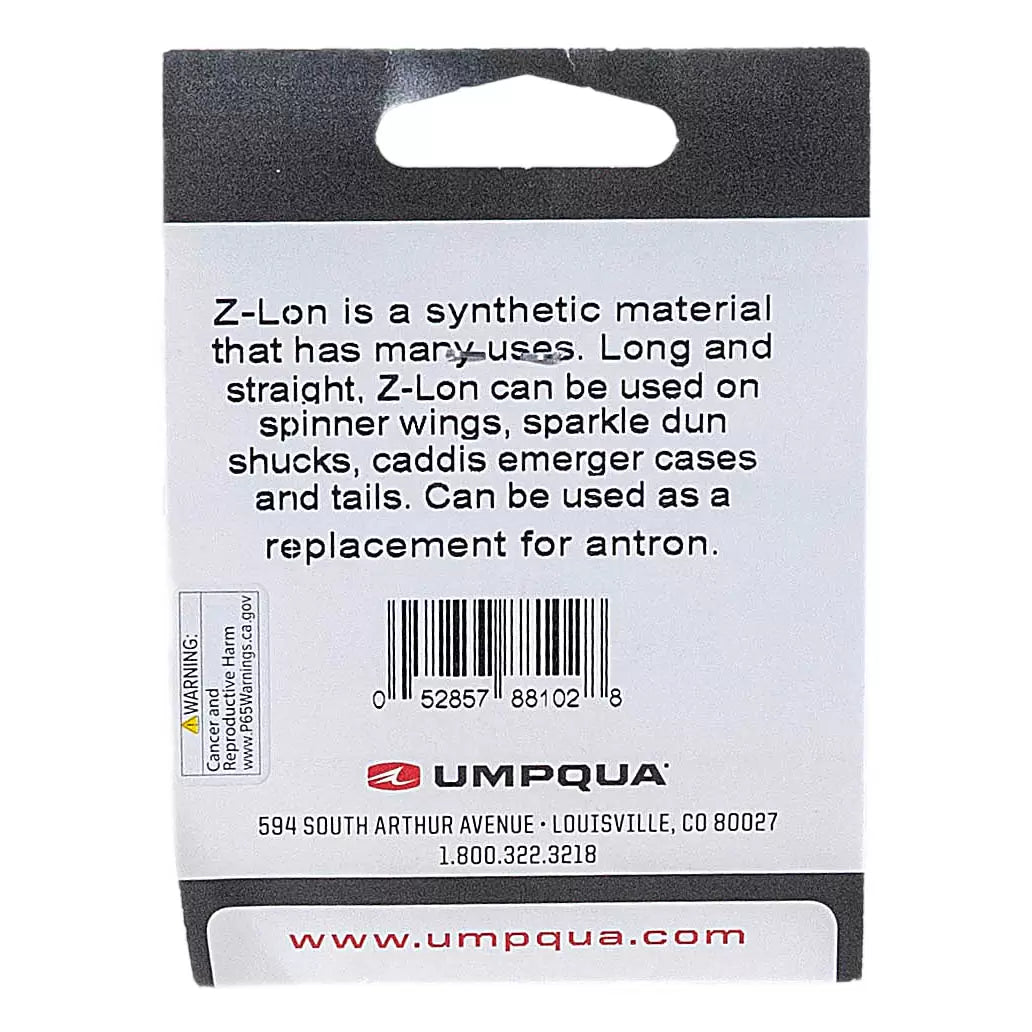 Z-Lon is a synthetic material
that has many uses. Long and
straight, Z-Lon can be used on
spinner wings, sparkle dun
shucks, caddis emerger cases
and tails. Can be used as a
replacement for antron.
⚠WARNING:
Cancer and
Reproductive Harm
www.P65Warnings.ca.gov
0 52857 88102 8
UMPQUA
594 SOUTH ARTHUR AVENUE · LOUISVILLE, CO 80027
1.800.322.3218
www.umpqua.com